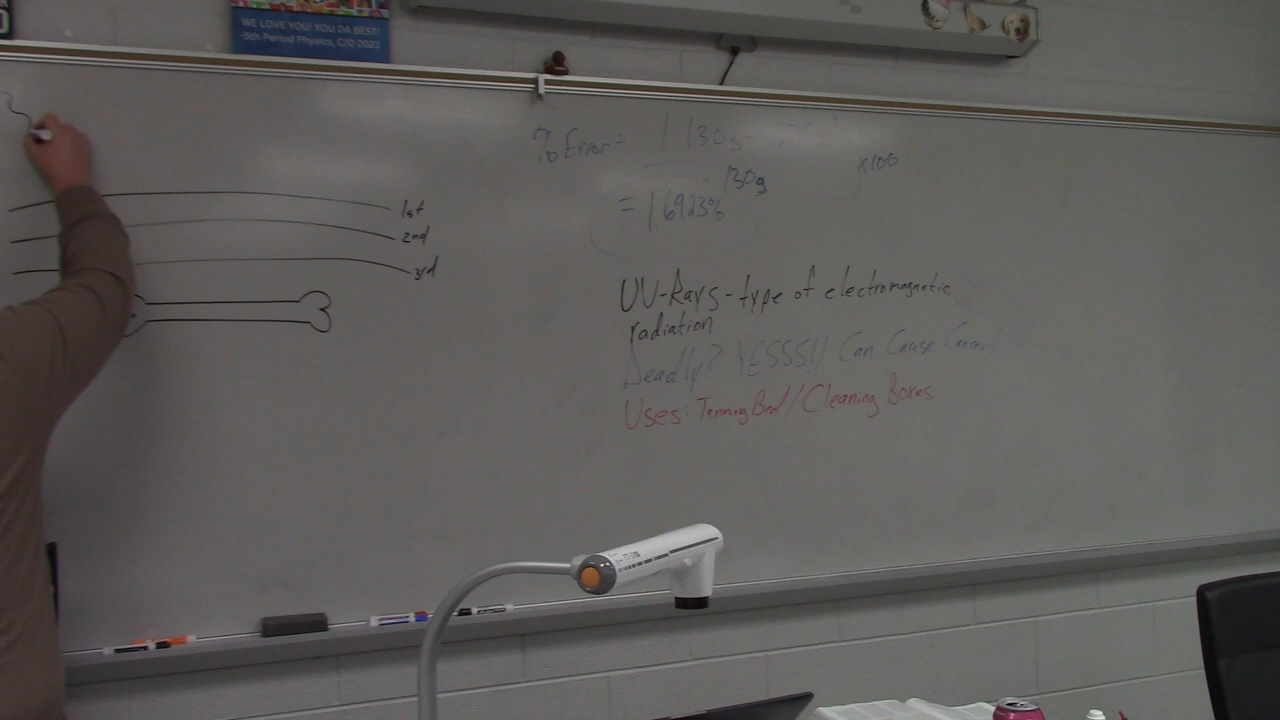 WE LOVE YOU! YOU DA BEST!
-5th Period Physics, C/O 2023
% Error = | 130g-
130g
x100
= 1.6923%
1st
2nd
3rd
UV-Rays - type of electromagnetic
radiation
Deadly? YESSS!! Can Cause Cancer!
Uses: Tanning Bed / Cleaning Boxes